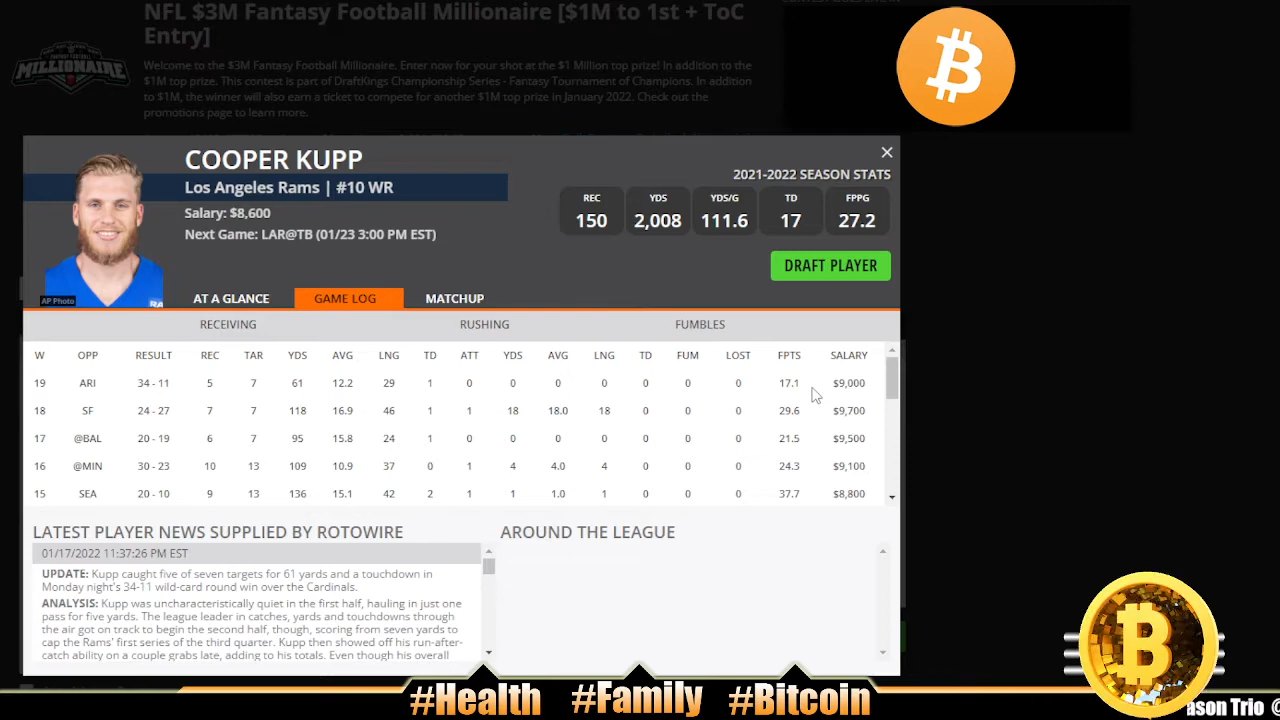 NFL $3M Fantasy Football Millionaire [$1M to 1st + ToC
Entry]
MILLIONAIRE
Welcome to the $3M Fantasy Football Millionaire. Enter now for your shot at the $1 Million top prize! In addition to the
$1M top prize. This contest is part of DraftKings Championship Series - Fantasy Tournament of Champions. In addition
to $1M, the winner will also earn a ticket to compete for another $1M top prize in January 2022. Check out the
promotions page to learn more.
COOPER KUPP
Los Angeles Rams | #10 WR
Salary: $8,600
Next Game: LAR@TB (01/23 3:00 PM EST)
AP Photo
RA
2021-2022 SEASON STATS
REC YDS YDS/G TD FPPG
150 2,008 111.6 17 27.2
DRAFT PLAYER
AT A GLANCE GAME LOG MATCHUP
RECEIVING RUSHING FUMBLES
W OPP RESULT REC TAR YDS AVG LNG TD ATT YDS AVG LNG TD FUM LOST FPTS SALARY
19 ARI 34 - 11 5 7 61 12.2 29 1 0 0 0 0 0 0 0 17.1 $9,000
18 SF 24 - 27 7 7 118 16.9 46 1 1 18 18.0 18 0 0 0 29.6 $9,700
17 @BAL 20 - 19 6 7 95 15.8 24 1 0 0 0 0 0 0 0 21.5 $9,500
16 @MIN 30 - 23 10 13 109 10.9 37 0 1 4 4.0 4 0 0 0 24.3 $9,100
15 SEA 20 - 10 9 13 136 15.1 42 2 1 1 1.0 1 0 0 0 37.7 $8,800
LATEST PLAYER NEWS SUPPLIED BY ROTOWIRE
01/17/2022 11:37:26 PM EST
UPDATE: Kupp caught five of seven targets for 61 yards and a touchdown in
Monday night's 34-11 wild-card round win over the Cardinals.
ANALYSIS: Kupp was uncharacteristically quiet in the first half, hauling in just one
pass for five yards. The league leader in catches, yards and touchdowns through
the air got on track to begin the second half, though, scoring from seven yards to
cap the Rams' first series of the third quarter. Kupp then showed off his run-after-
catch ability on a couple grabs late, adding to his totals. Even though his overall
AROUND THE LEAGUE
#Health #Family #Bitcoin
ason Trio @